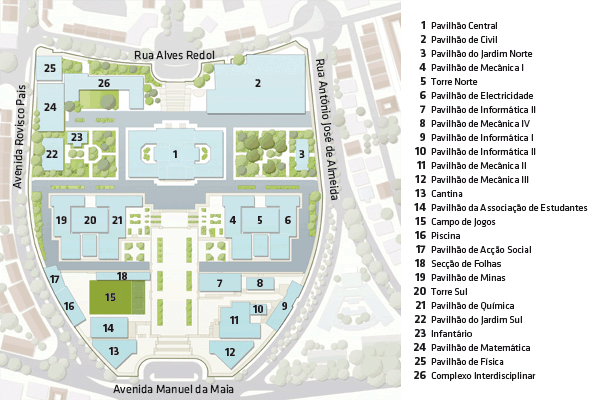 Rua Alves Redol
Avenida Rovisco Pais
Rua António José de Almeida
Avenida Manuel da Maia
25
26
2
24
23
22
1
3
19
20
21
4
5
6
17
18
16
15
14
13
7
8
10
11
9
12
1 Pavilhão Central
2 Pavilhão de Civil
3 Pavilhão do Jardim Norte
4 Pavilhão de Mecânica I
5 Torre Norte
6 Pavilhão de Electricidade
7 Pavilhão de Informática II
8 Pavilhão de Mecânica IV
9 Pavilhão de Informática I
10 Pavilhão de Informática II
11 Pavilhão de Mecânica II
12 Pavilhão de Mecânica III
13 Cantina
14 Pavilhão da Associação de Estudantes
15 Campo de Jogos
16 Piscina
17 Pavilhão de Acção Social
18 Secção de Folhas
19 Pavilhão de Minas
20 Torre Sul
21 Pavilhão de Química
22 Pavilhão do Jardim Sul
23 Infantário
24 Pavilhão de Matemática
25 Pavilhão de Física
26 Complexo Interdisciplinar